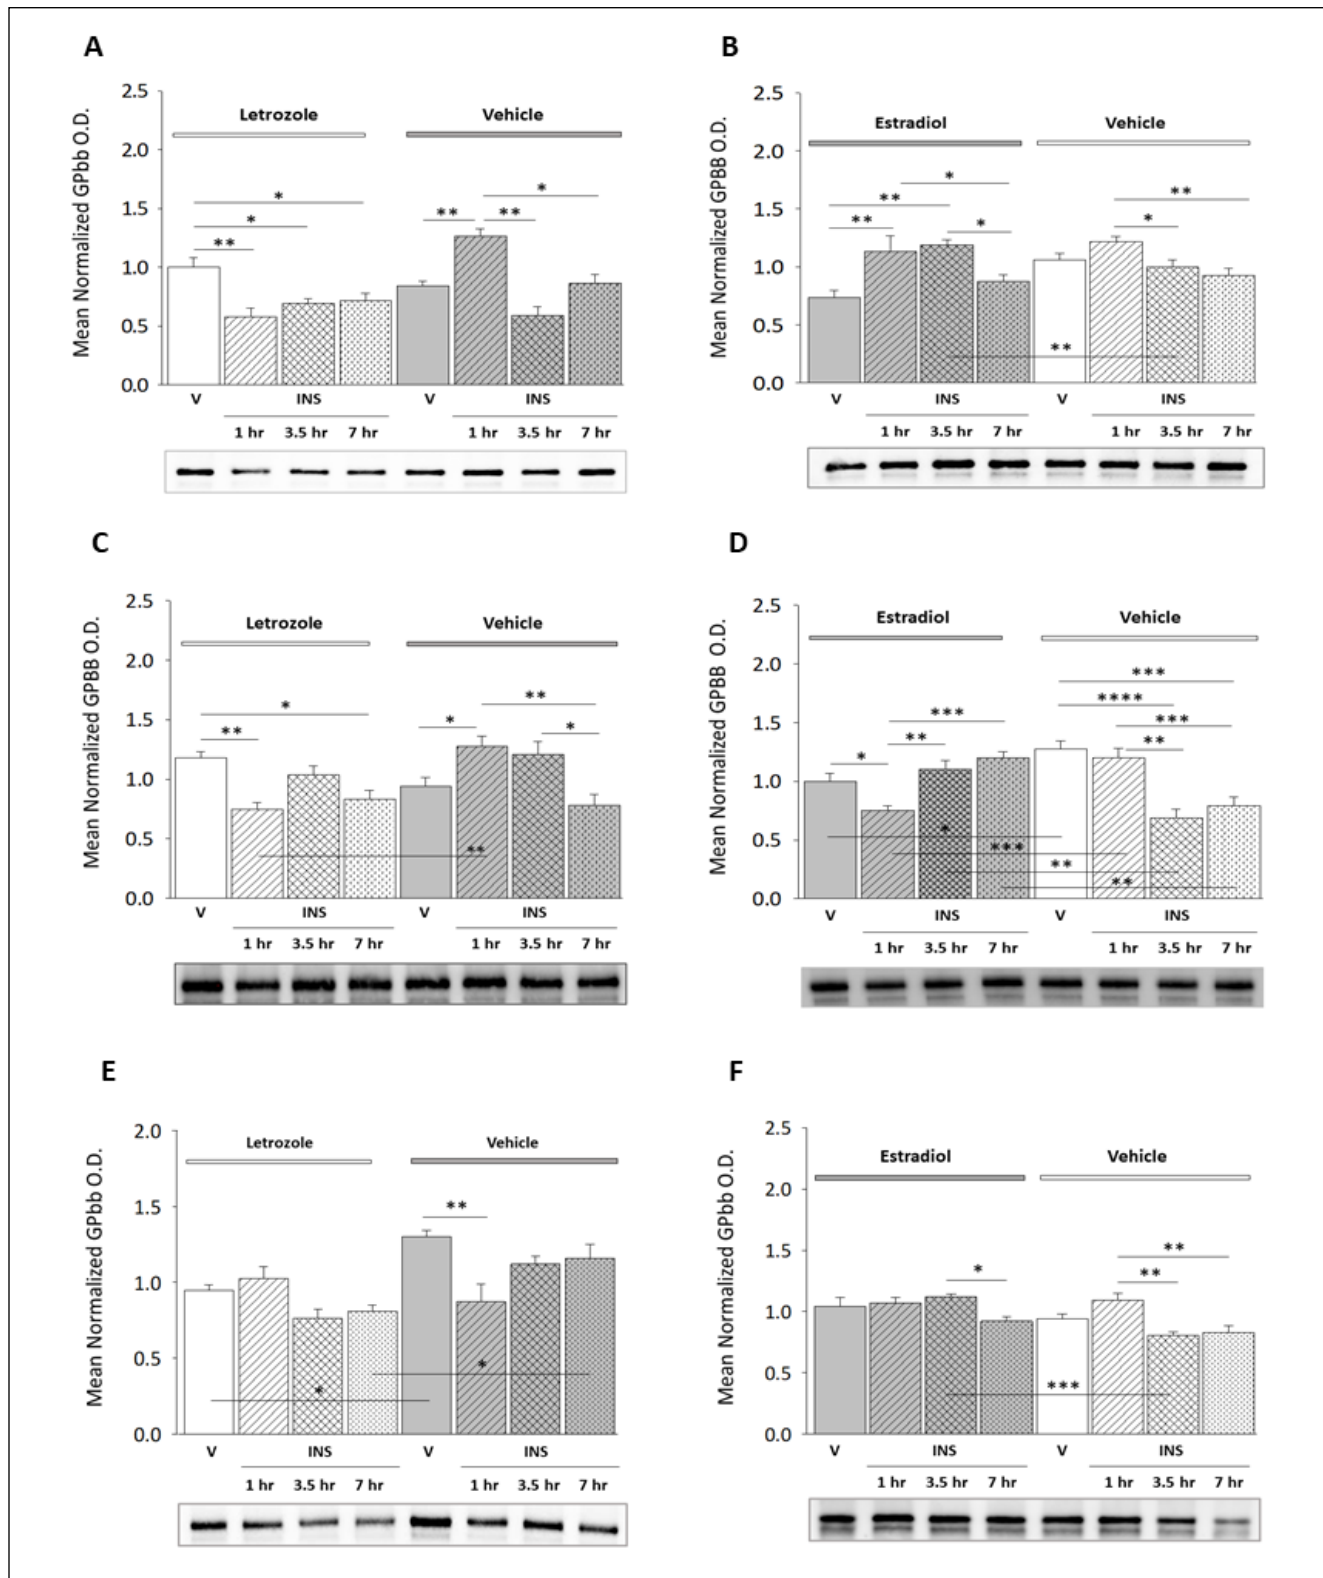 A
Mean Normalized GPbb O.D.
2.5
2.0
1.5
1.0
0.5
0.0
Letrozole
Vehicle
*
*
**
*
**
**
V
INS
V
INS
1 hr
3.5 hr
7 hr
1 hr
3.5 hr
7 hr
B
Mean Normalized GPBB O.D.
2.5
2.0
1.5
1.0
0.5
0.0
Estradiol
Vehicle
*
**
**
*
**
*
**
V
INS
V
INS
1 hr
3.5 hr
7 hr
1 hr
3.5 hr
7 hr
C
Mean Normalized GPBB O.D.
2.5
2.0
1.5
1.0
0.5
0.0
Letrozole
Vehicle
*
**
**
*
*
**
V
INS
V
INS
1 hr
3.5 hr
7 hr
1 hr
3.5 hr
7 hr
D
Mean Normalized GPBB O.D.
2.5
2.0
1.5
1.0
0.5
0.0
Estradiol
Vehicle
***
****
***
***
**
**
*
*
***
**
**
V
INS
V
INS
1 hr
3.5 hr
7 hr
1 hr
3.5 hr
7 hr
E
Mean Normalized GPbb O.D.
2.0
1.5
1.0
0.5
0.0
Letrozole
Vehicle
**
*
*
V
INS
V
INS
1 hr
3.5 hr
7 hr
1 hr
3.5 hr
7 hr
F
Mean Normalized GPbb O.D.
2.5
2.0
1.5
1.0
0.5
0.0
Estradiol
Vehicle
**
*
**
***
V
INS
V
INS
1 hr
3.5 hr
7 hr
1 hr
3.5 hr
7 hr